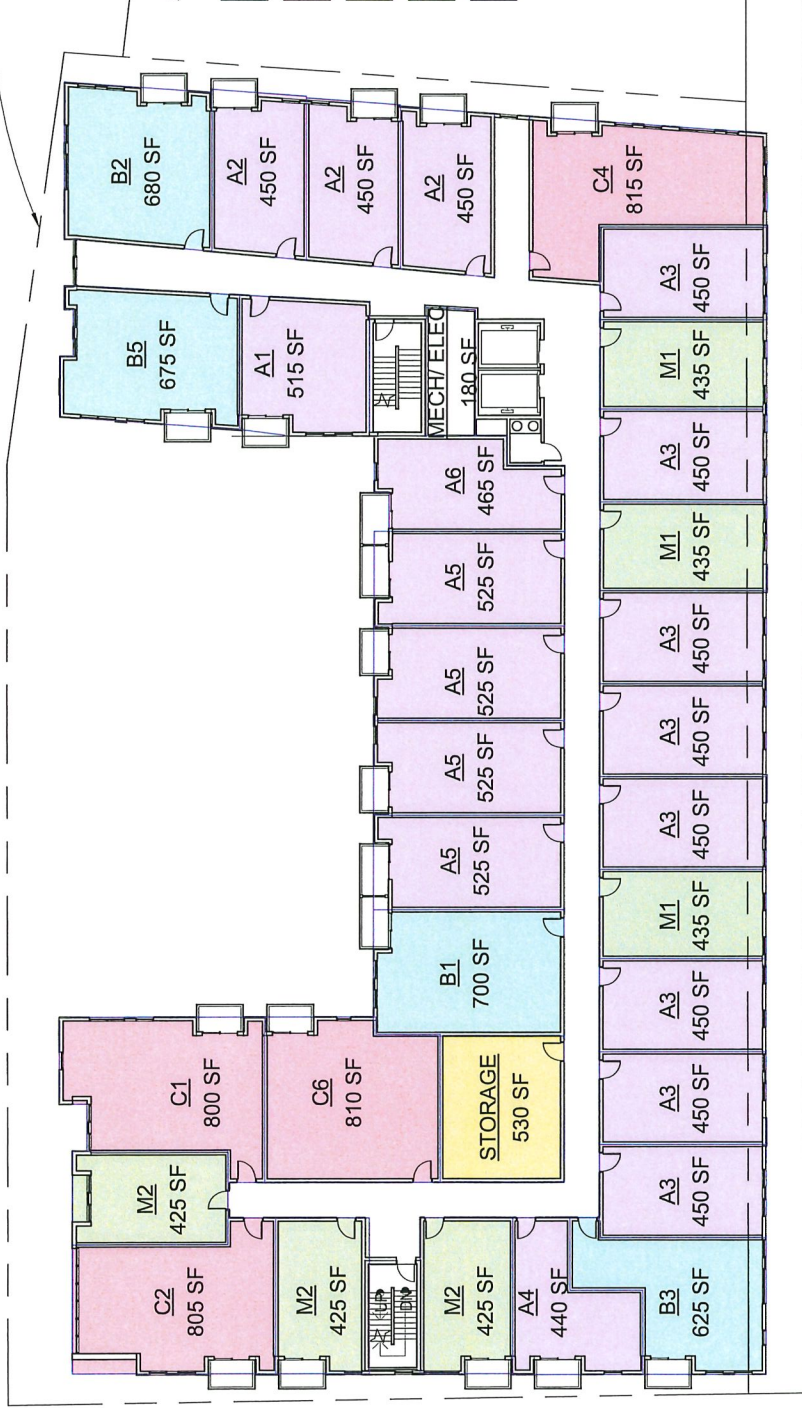 C2
805 SF
M2
425 SF
C1
800 SF
B5
675 SF
B2
680 SF
M2
425 SF
C6
810 SF
A1
515 SF
A2
450 SF
A2
450 SF
A2
450 SF
UP
DN
M2
425 SF
STORAGE
530 SF
B1
700 SF
A5
525 SF
A5
525 SF
A5
525 SF
A5
525 SF
A6
465 SF
MECH/ ELEC
180 SF
A4
440 SF
C4
815 SF
B3
625 SF
A3
450 SF
A3
450 SF
A3
450 SF
M1
435 SF
A3
450 SF
A3
450 SF
A3
450 SF
M1
435 SF
A3
450 SF
M1
435 SF
A3
450 SF